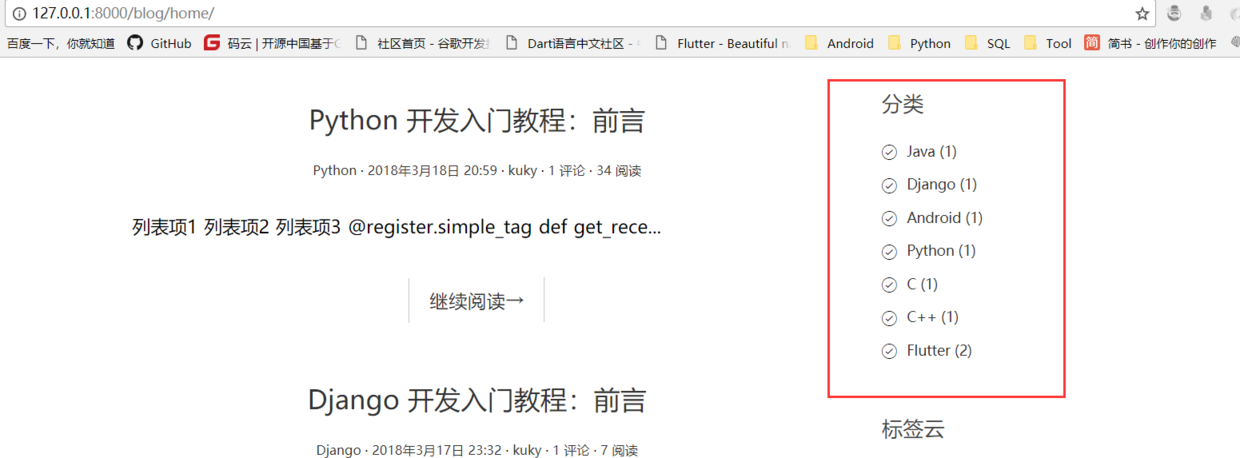 127.0.0.1:8000/blog/home/
百度一下，你就知道 GitHub 码云 | 开源中国基于G 社区首页 - 谷歌开发 Dart语言中文社区 - Flutter - Beautiful n Android Python SQL Tool 简书 - 创作你的创作
Python 开发入门教程：前言
Python · 2018年3月18日 20:59 · kuky · 1 评论 · 34 阅读
列表项1 列表项2 列表项3 @register.simple_tag def get_rece...
继续阅读→
Django 开发入门教程：前言
Django · 2018年3月17日 23:32 · kuky · 1 评论 · 7 阅读
分类
Java (1)
Django (1)
Android (1)
Python (1)
C (1)
C++ (1)
Flutter (2)
标签云